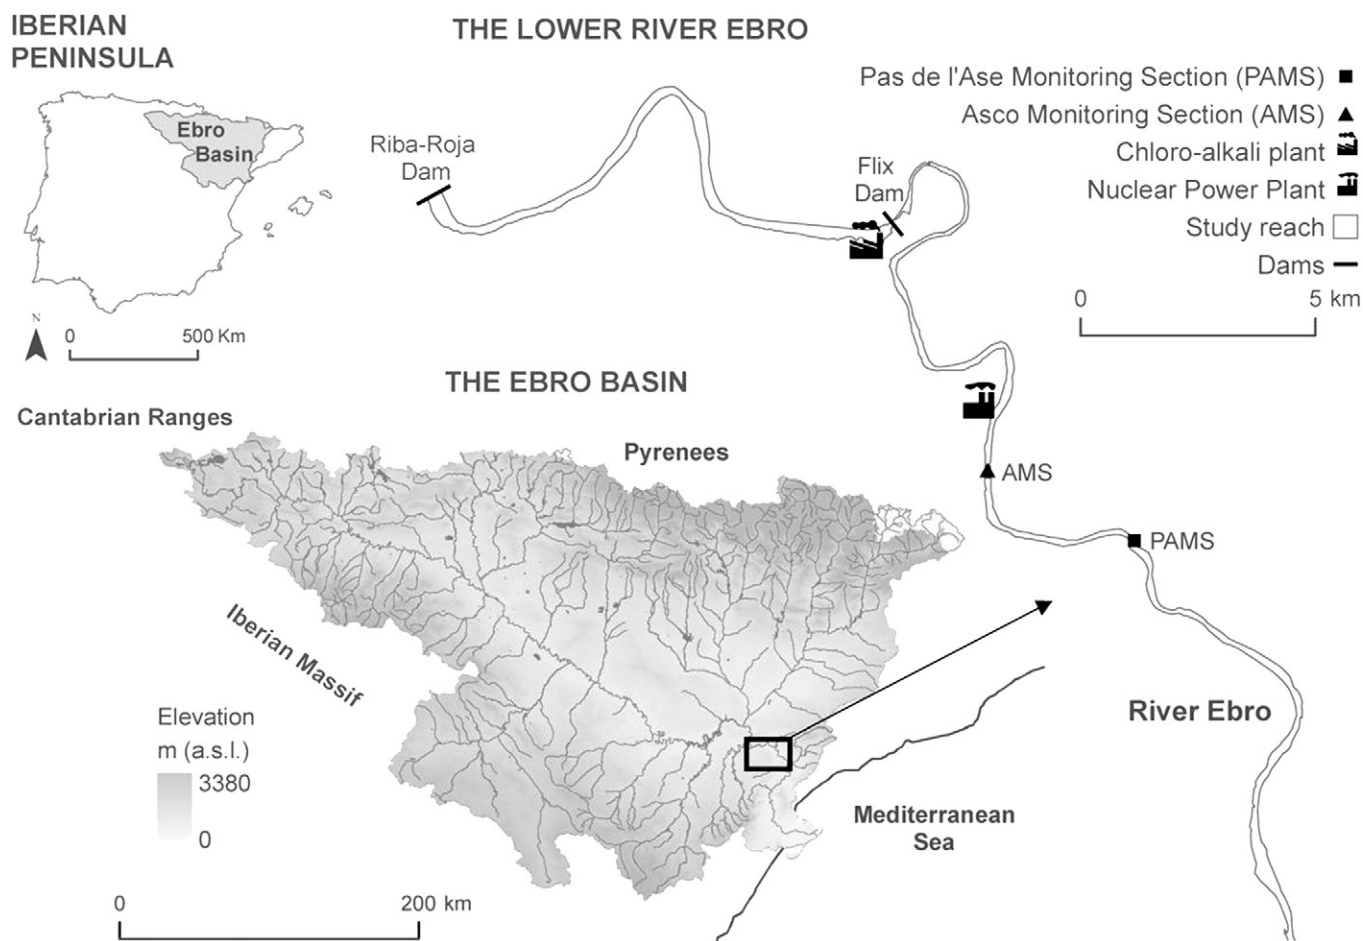 IBERIAN
PENINSULA
Ebro
Basin
N
0 500 Km
THE LOWER RIVER EBRO
Riba-Roja
Dam
Flix
Dam
Pas de l'Ase Monitoring Section (PAMS)
Asco Monitoring Section (AMS)
Chloro-alkali plant
Nuclear Power Plant
Study reach
Dams
0 5 km
AMS
PAMS
River Ebro
THE EBRO BASIN
Cantabrian Ranges
Pyrenees
Iberian Massif
Elevation
m (a.s.l.)
3380
0
Mediterranean
Sea
0 200 km